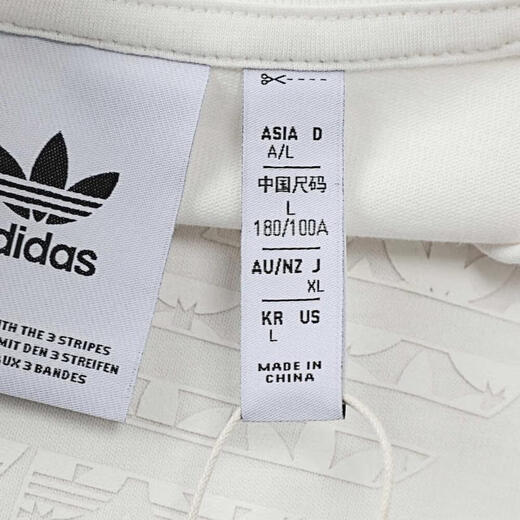 adidas
THE 3 STRIPES
MIT DEN 3 STREIFEN
AUX 3 BANDES
ASIA D
A/L
中国尺码
L
180/100A
AU/NZ J
XL
KR US
L
MADE IN
CHINA